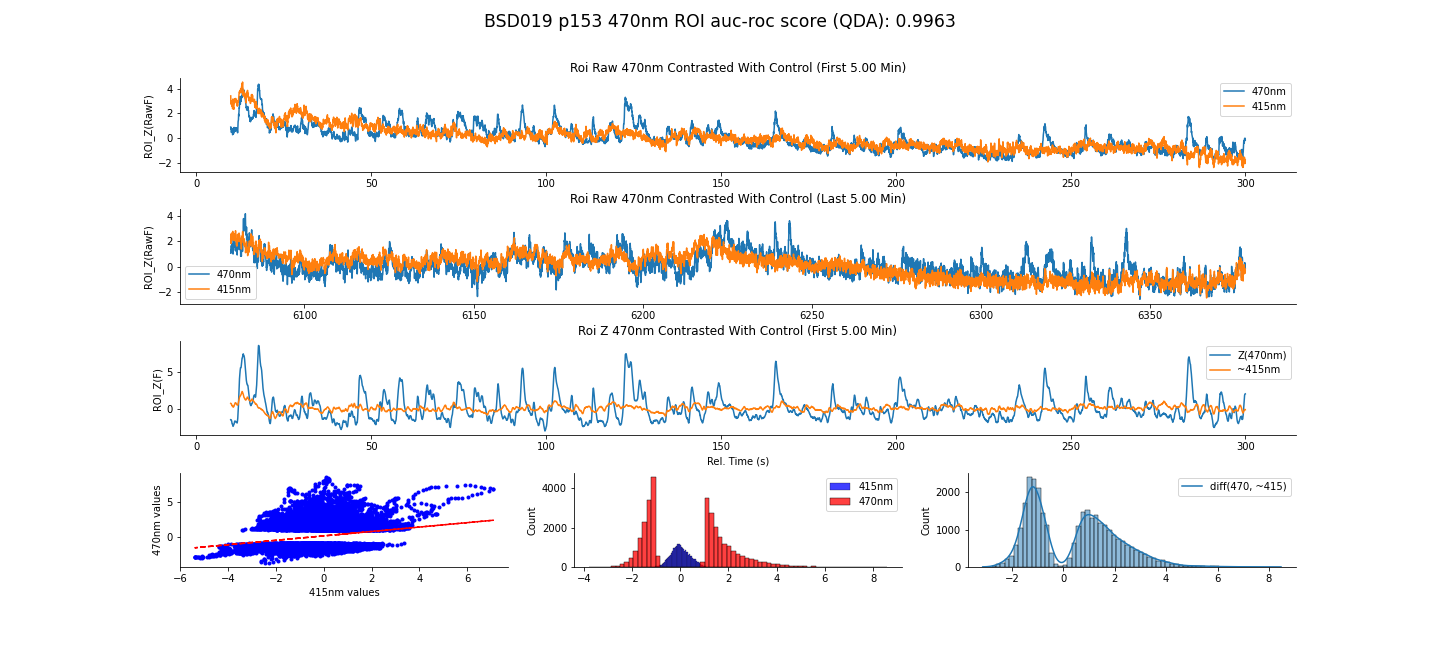 BSD019 p153 470nm ROI auc-roc score (QDA): 0.9963
Roi Raw 470nm Contrasted With Control (First 5.00 Min)
ROI_Z(RawF)
4
2
0
−2
470nm
415nm
0 50 100 150 200 250 300
Roi Raw 470nm Contrasted With Control (Last 5.00 Min)
ROI_Z(RawF)
4
2
0
−2
470nm
415nm
6100 6150 6200 6250 6300 6350
Roi Z 470nm Contrasted With Control (First 5.00 Min)
ROI_Z(F)
5
0
Z(470nm)
~415nm
0 50 100 150 200 250 300
Rel. Time (s)
470nm values
5
0
−6 −4 −2 0 2 4 6
415nm values
Count
4000
2000
0
415nm
470nm
−4 −2 0 2 4 6 8
Count
2000
1000
0
diff(470, ~415)
−2 0 2 4 6 8